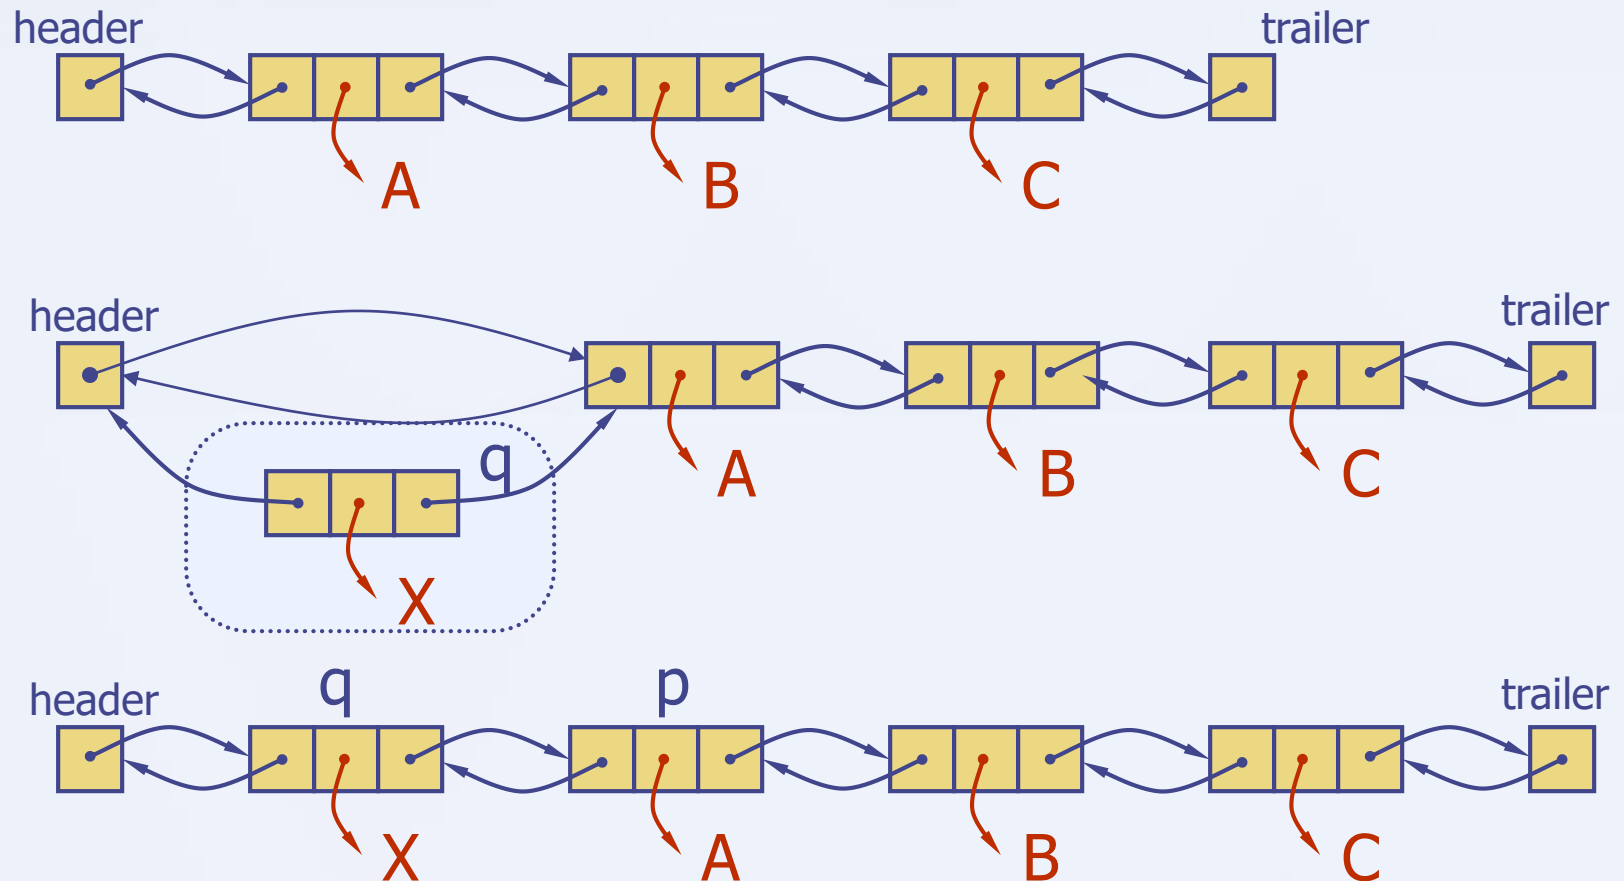 header trailer
A B C
header trailer
q
A B C
X
q p
header trailer
X A B C